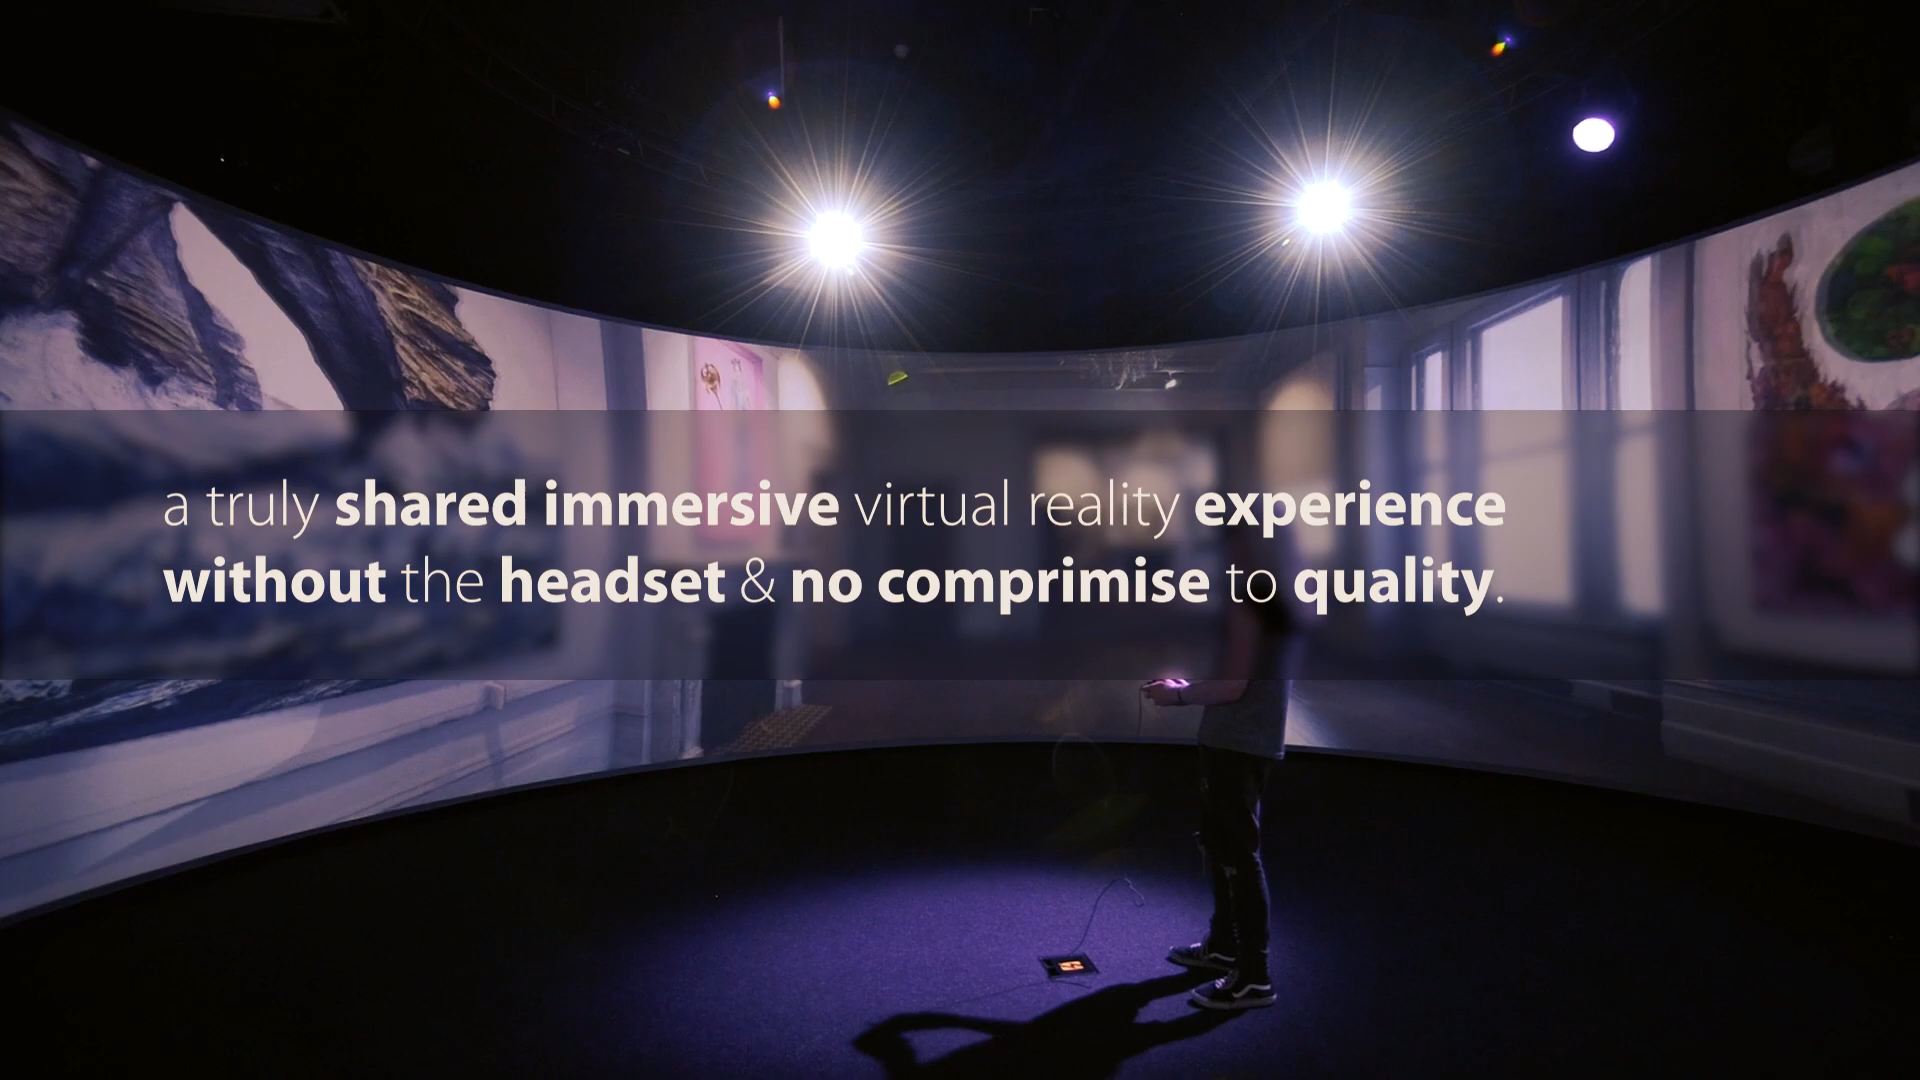 a truly shared immersive virtual reality experience
without the headset & no comprimise to quality.